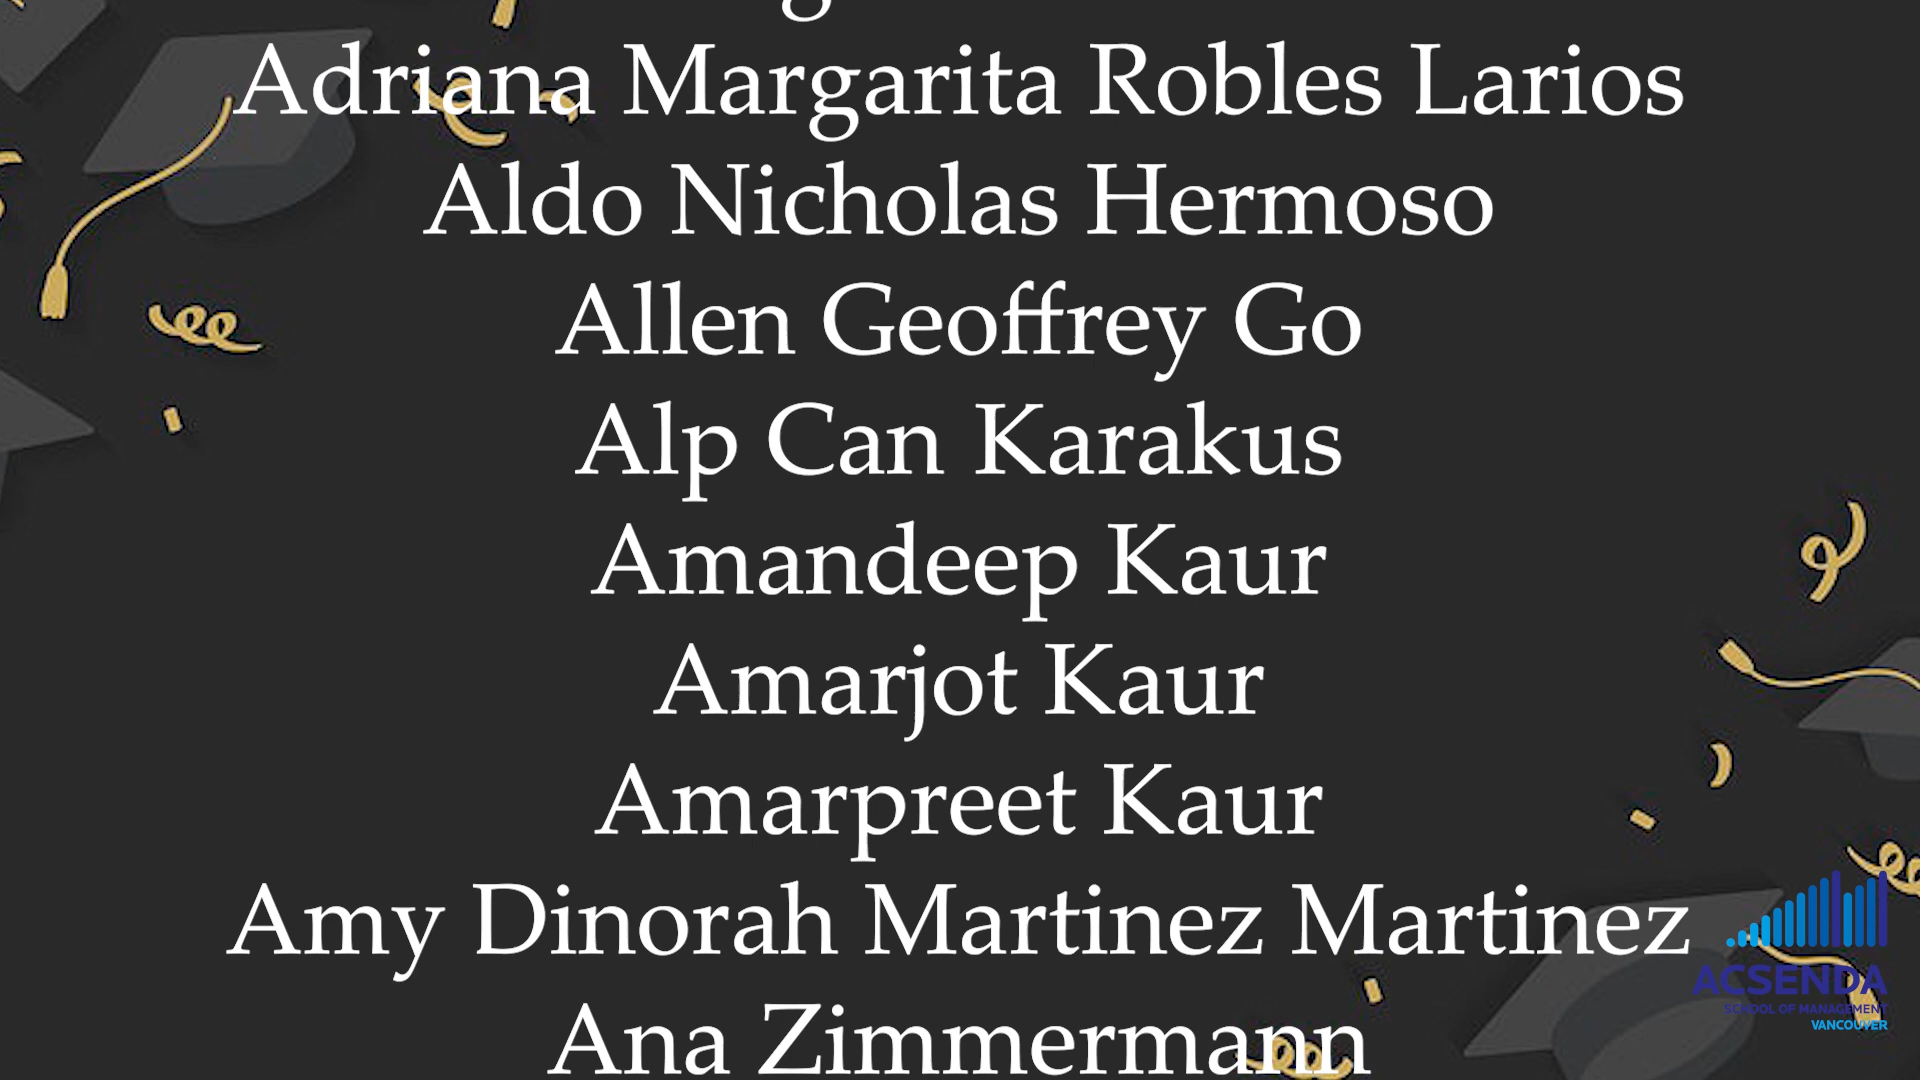 Adriana Margarita Robles Larios
Aldo Nicholas Hermoso
Allen Geoffrey Go
Alp Can Karakus
Amandeep Kaur
Amarjot Kaur
Amarpreet Kaur
Amy Dinorah Martinez Martinez
Ana Zimmermann
ACSENDA
SCHOOL OF MANAGEMENT
VANCOUVER